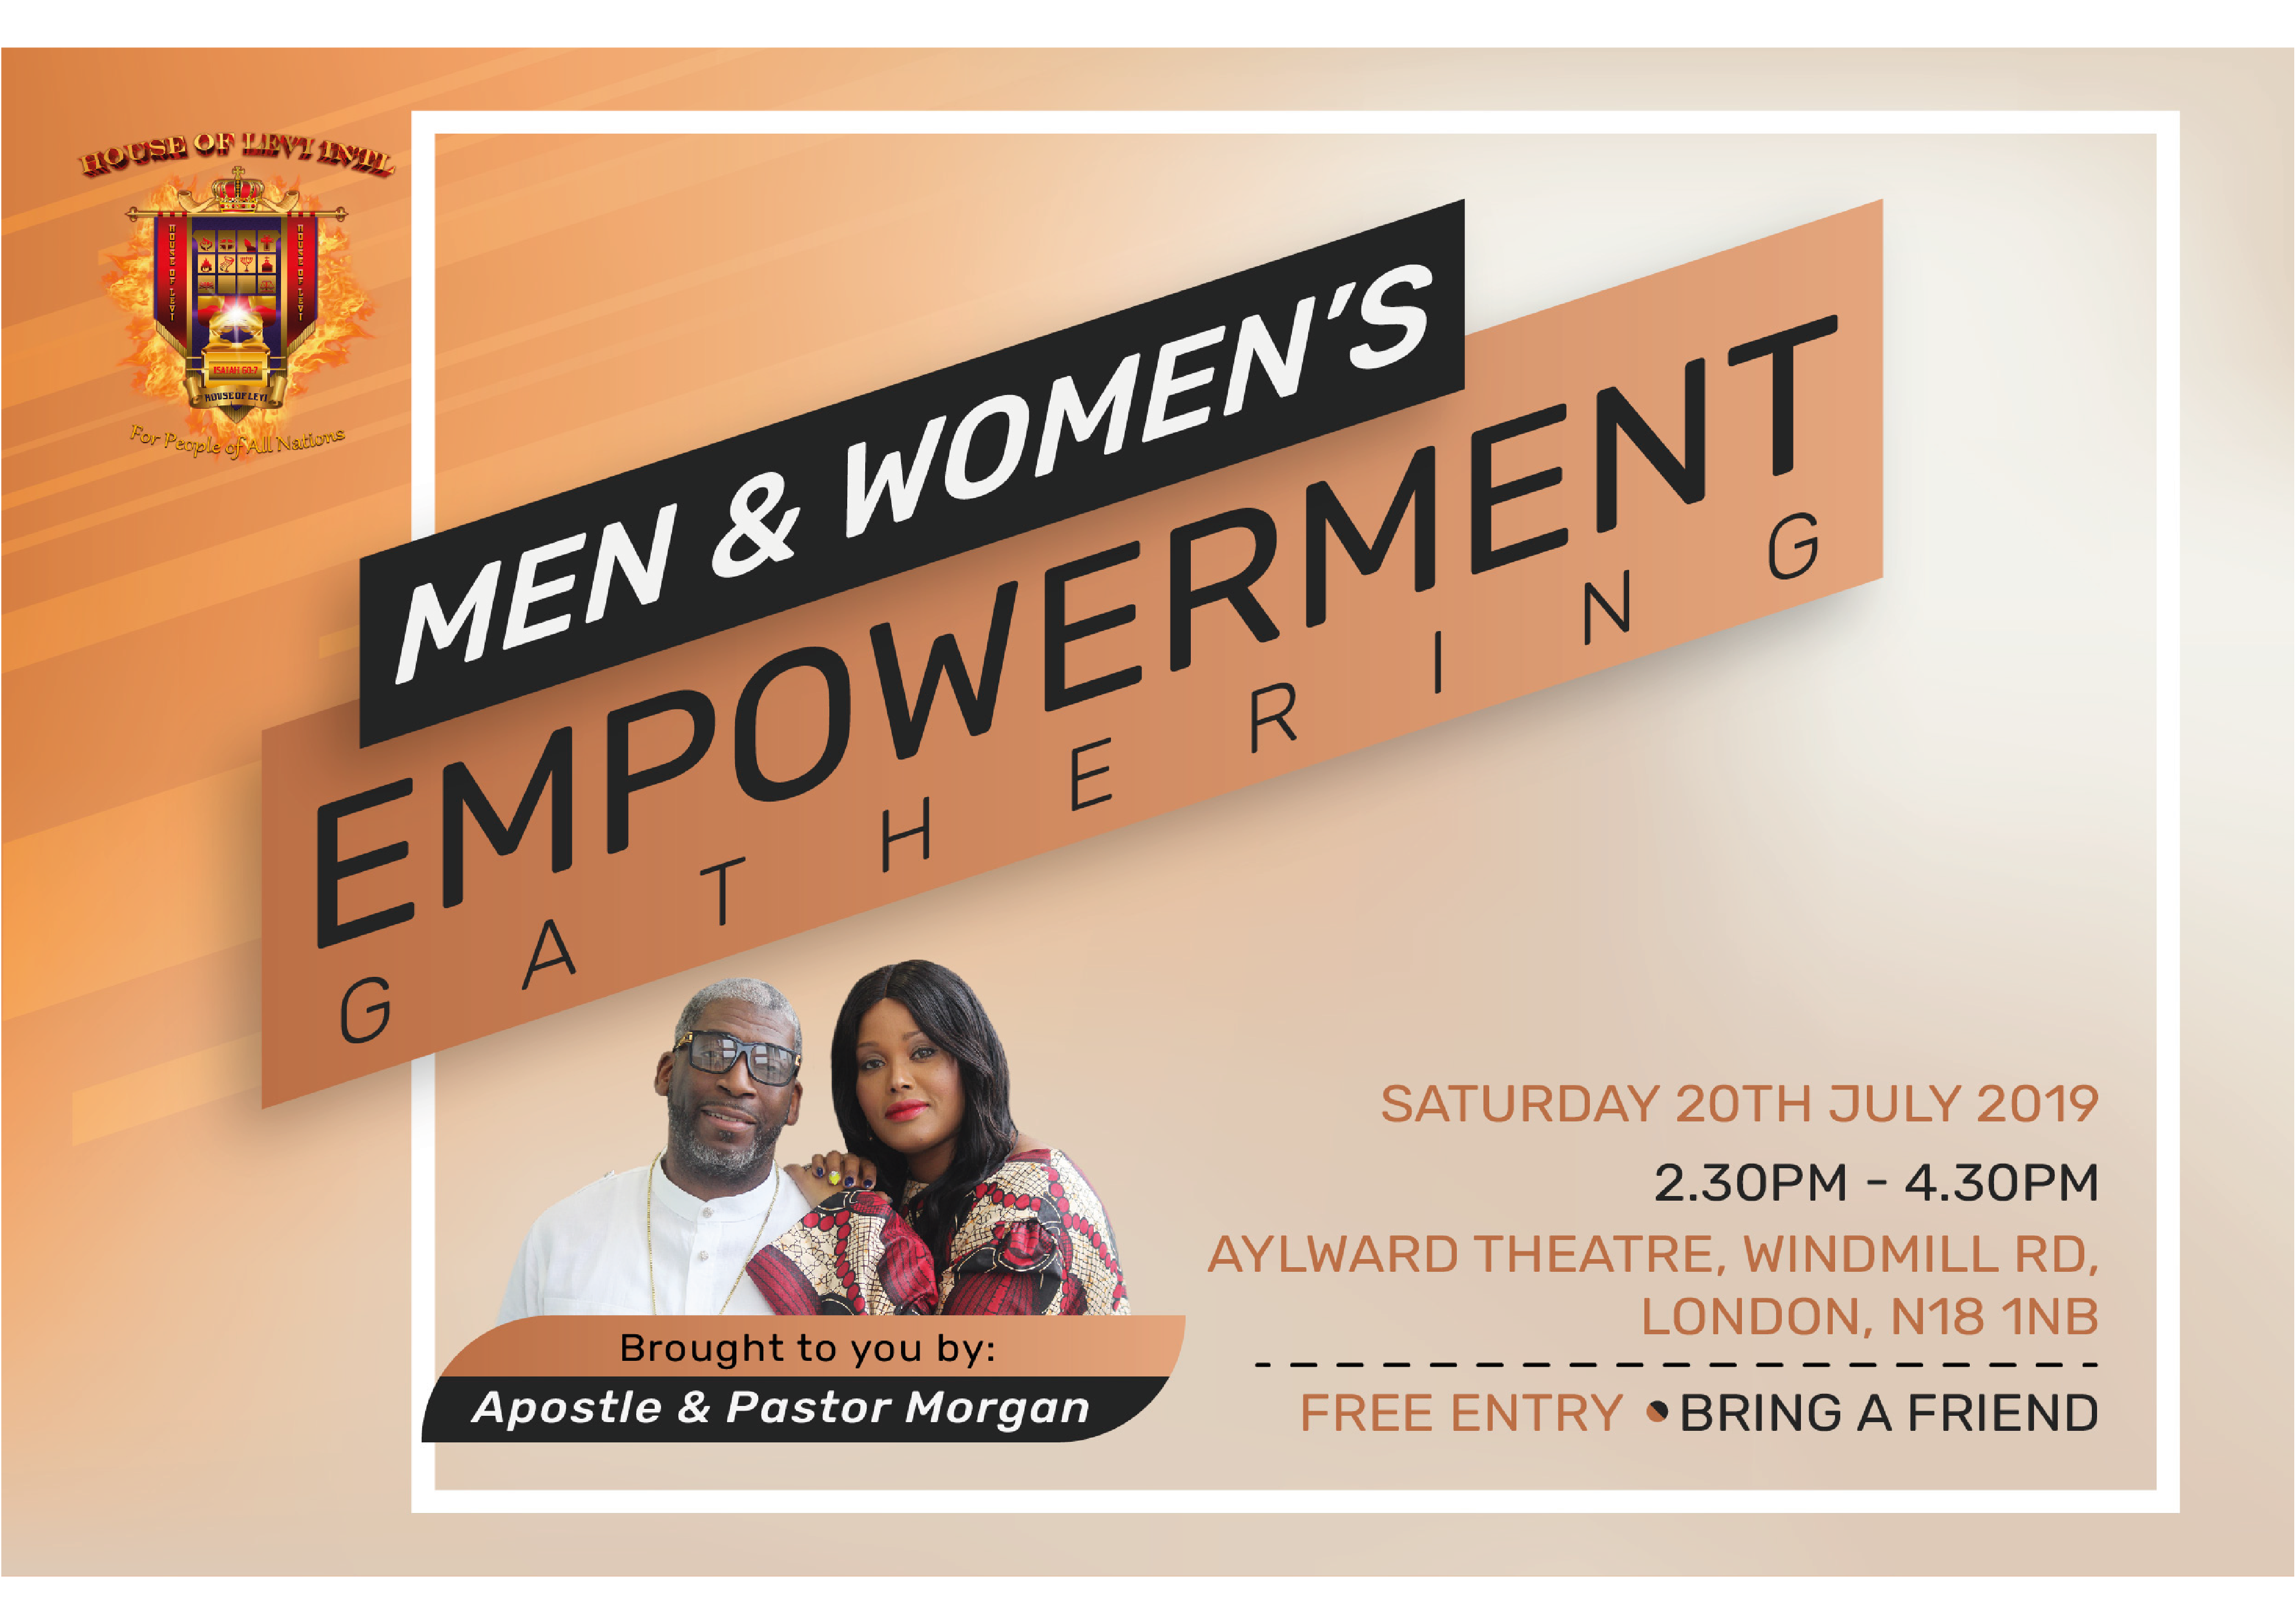 HOUSE OF LEVI INT'L
HOUSE OF LEVI
HOUSE OF LEVI
ISAIAH 60:7
HOUSE OF LEVI
For People of All Nations
MEN & WOMEN'S
EMPOWERMENT
GATHERING
SATURDAY 20TH JULY 2019
2.30PM - 4.30PM
AYLWARD THEATRE, WINDMILL RD,
LONDON, N18 1NB
FREE ENTRY • BRING A FRIEND
Brought to you by:
Apostle & Pastor Morgan